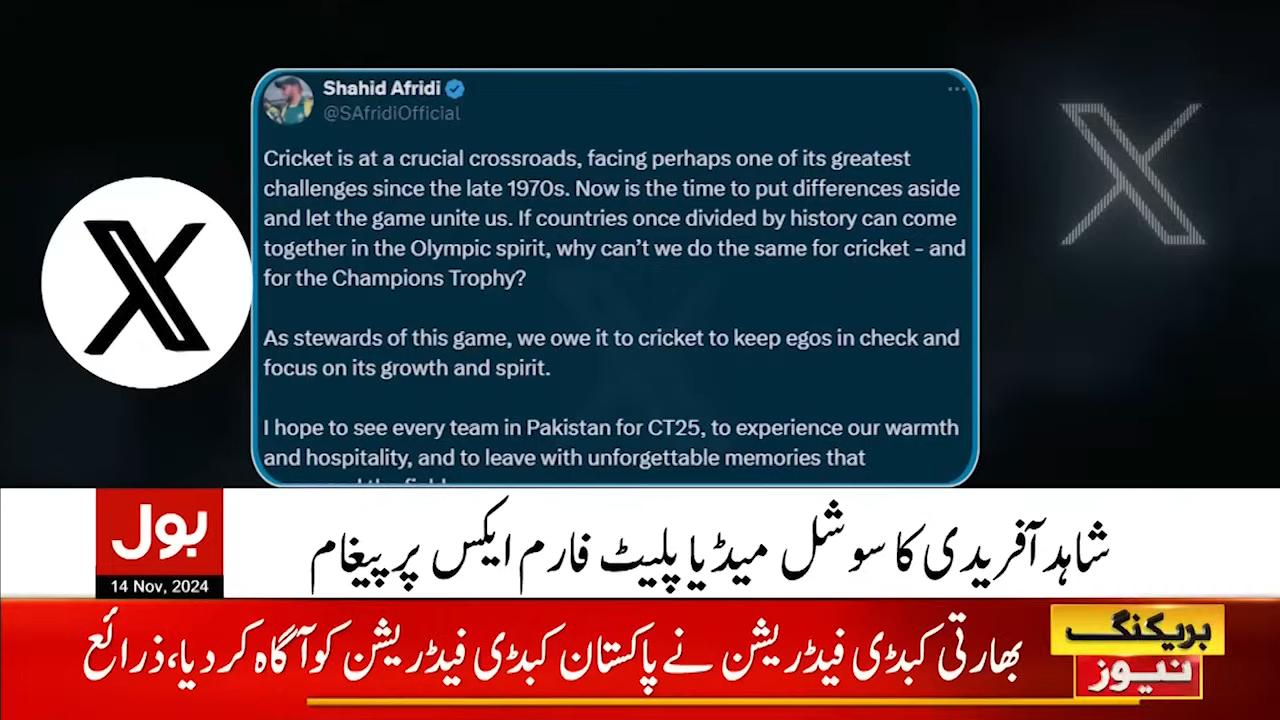 Shahid Afridi
@SAfridiOfficial
Cricket is at a crucial crossroads, facing perhaps one of its greatest
challenges since the late 1970s. Now is the time to put differences aside
and let the game unite us. If countries once divided by history can come
together in the Olympic spirit, why can't we do the same for cricket – and
for the Champions Trophy?
As stewards of this game, we owe it to cricket to keep egos in check and
focus on its growth and spirit.
I hope to see every team in Pakistan for CT25, to experience our warmth
and hospitality, and to leave with unforgettable memories that
بول
14 Nov, 2024
شاہد آفریدی کا سوشل میڈیا پلیٹ فارم ایکس پر پیغام
بریکنگ
نیوز
بھارتی کبڈی فیڈریشن نے پاکستان کبڈی فیڈریشن کو آگاہ کر دیا، ذرائع